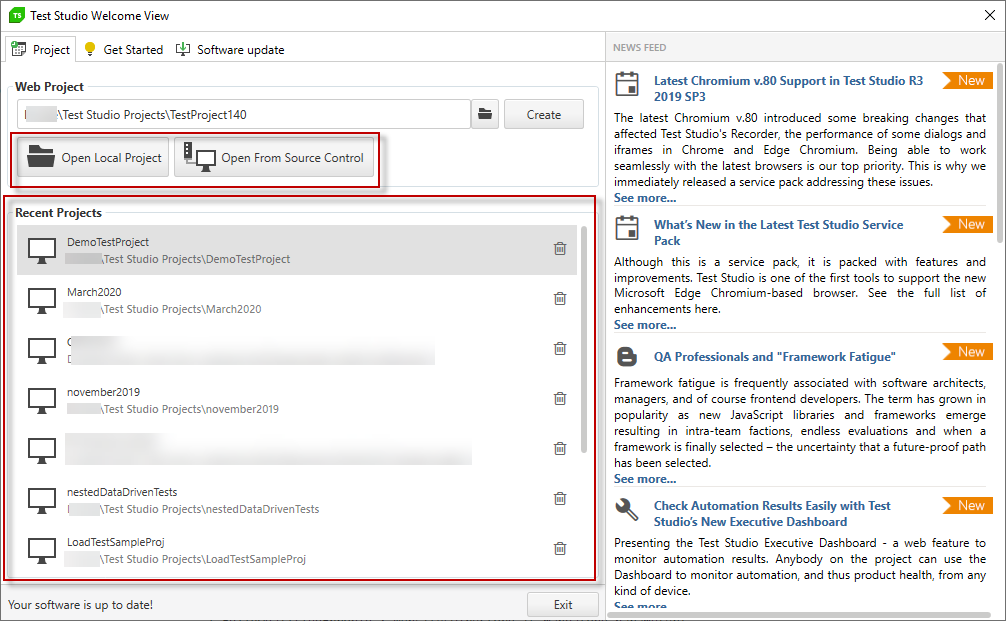 TS Test Studio Welcome View
Project
Get Started
Software update
Web Project
\Test Studio Projects\TestProject140
Create
Open Local Project
Open From Source Control
Recent Projects
DemoTestProject
\Test Studio Projects\DemoTestProject
March2020
\Test Studio Projects\March2020
november2019
\Test Studio Projects\november2019
nestedDataDrivenTests
\Test Studio Projects\nestedDataDrivenTests
LoadTestSampleProj
\Test Studio Projects\LoadTestSampleProj
Your software is up to date!
Exit
NEWS FEED
Latest Chromium v.80 Support in Test Studio R3
2019 SP3
New
The latest Chromium v.80 introduced some breaking changes that
affected Test Studio's Recorder, the performance of some dialogs and
iframes in Chrome and Edge Chromium. Being able to work
seamlessly with the latest browsers is our top priority. This is why we
immediately released a service pack addressing these issues.
See more...
What's New in the Latest Test Studio Service
Pack
New
Although this is a service pack, it is packed with features and
improvements. Test Studio is one of the first tools to support the new
Microsoft Edge Chromium-based browser. See the full list of
enhancements here.
See more...
QA Professionals and "Framework Fatigue"
New
Framework fatigue is frequently associated with software architects,
managers, and of course frontend developers. The term has grown in
popularity as new JavaScript libraries and frameworks emerge
resulting in intra-team factions, endless evaluations and when a
framework is finally selected – the uncertainty that a future-proof path
has been selected.
See more...
Check Automation Results Easily with Test
Studio's New Executive Dashboard
New
Presenting the Test Studio Executive Dashboard - a web feature to
monitor automation results. Anybody on the project can use the
Dashboard to monitor automation, and thus product health, from any
kind of device.
See more